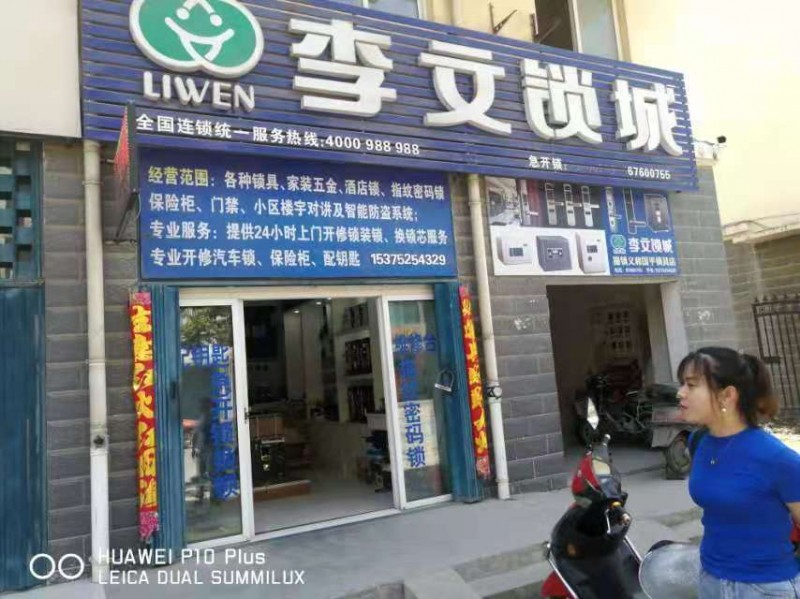 LIWEN
李文锁城
全国连锁统一服务热线:4000 988 988
急开锁:
67600755
经营范围：各种锁具、家装五金、酒店锁、指纹密码锁
保险柜、门禁、小区楼宇对讲及智能防盗系统;
专业服务：提供24小时上门开修锁装锁、换锁芯服务
专业开修汽车锁、保险柜、配钥匙 15375254329
李文锁城
钥匙
密码锁
HUAWEI P10 Plus
LEICA DUAL SUMMILUX